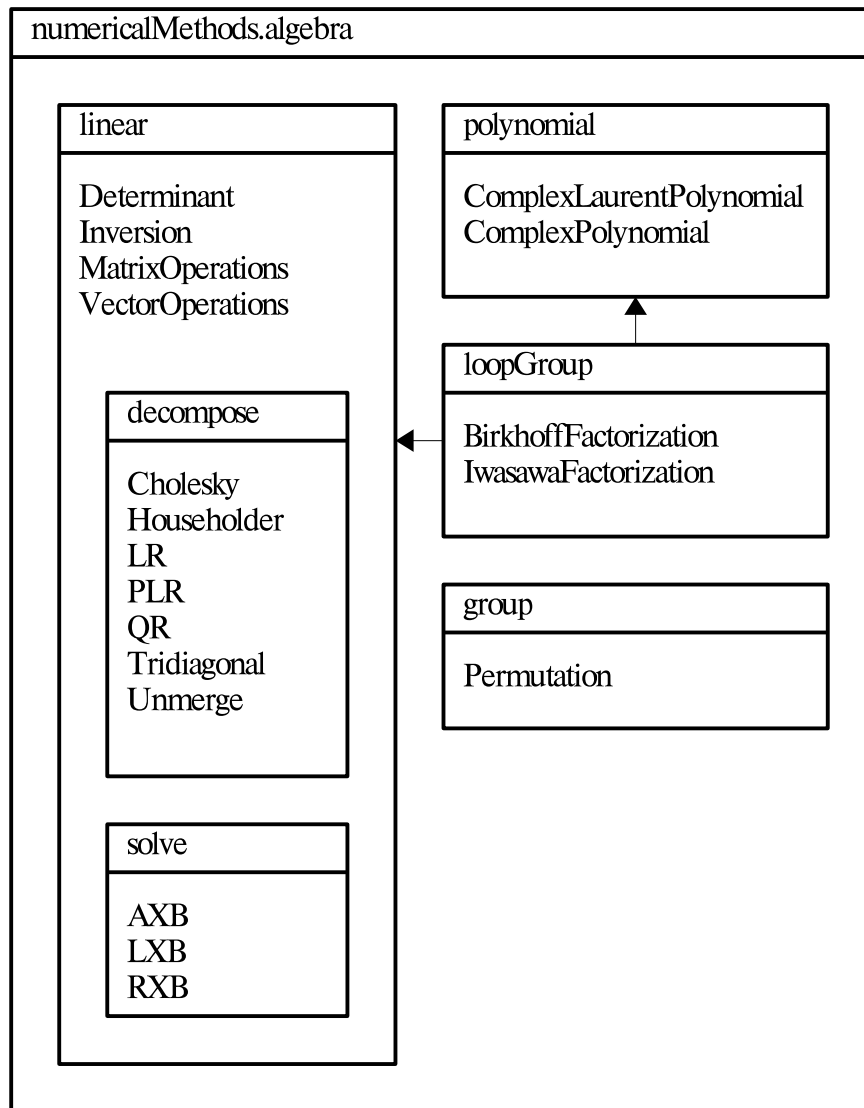 numericalMethods.algebra
linear
Determinant
Inversion
MatrixOperations
VectorOperations
decompose
Cholesky
Householder
LR
PLR
QR
Tridiagonal
Unmerge
solve
AXB
LXB
RXB
polynomial
ComplexLaurentPolynomial
ComplexPolynomial
loopGroup
BirkhoffFactorization
IwasawaFactorization
group
Permutation